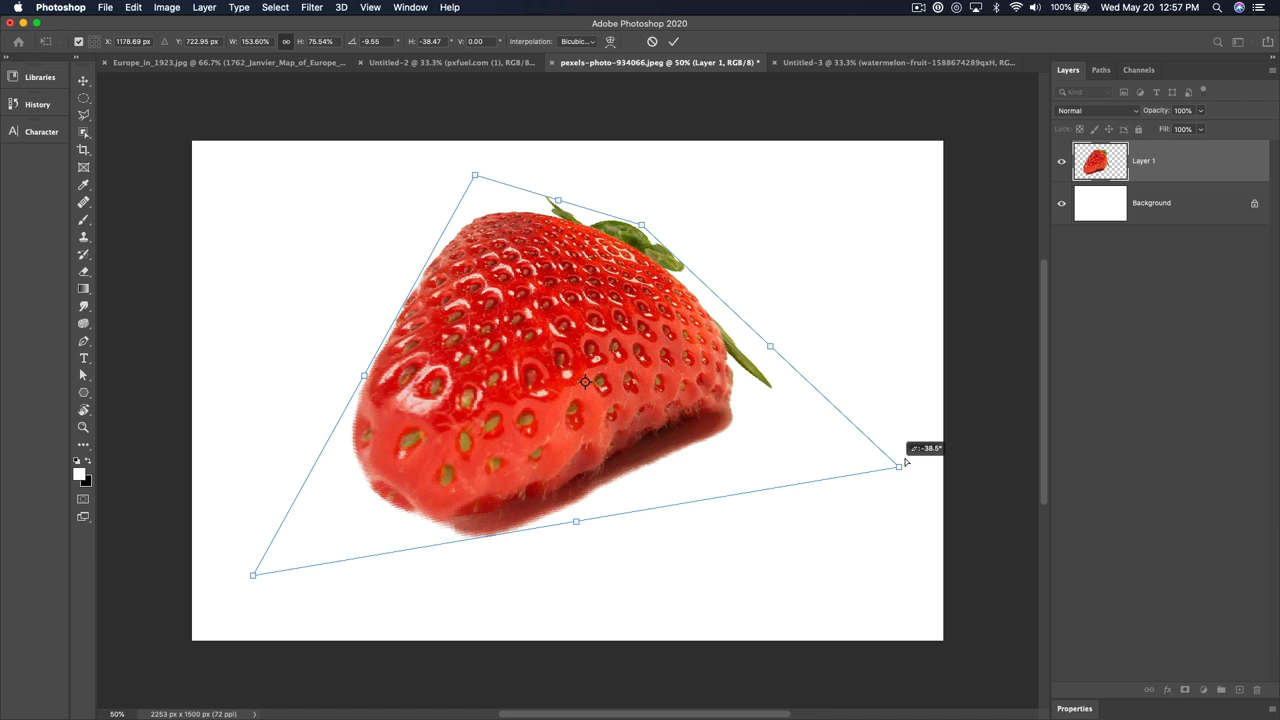 Photoshop File Edit Image Layer Type Select Filter 3D View Window Help 100% Wed May 20 12:57 PM
Adobe Photoshop 2020
X: 1178.69 px Y: 722.95 px W: 153.60% H: 75.54% -9.55 ° H: -38.47 ° V: 0.00 ° Interpolation: Bicubic...
Europe_in_1923.jpg @ 66.7% (1762_Janvier_Map_of_Europe_... Untitled-2 @ 33.3% (pxfuel.com (1), RGB/8... pexels-photo-934066.jpeg @ 50% (Layer 1, RGB/8) * Untitled-3 @ 33.3% (watermelon-fruit-1588674289qxH, RGB/...
Libraries
History
Character
Layers Paths Channels
Kind
Normal Opacity: 100%
Lock: Fill: 100%
Layer 1
Background
-38.5°
50% 2253 px x 1500 px (72 ppi)
Properties